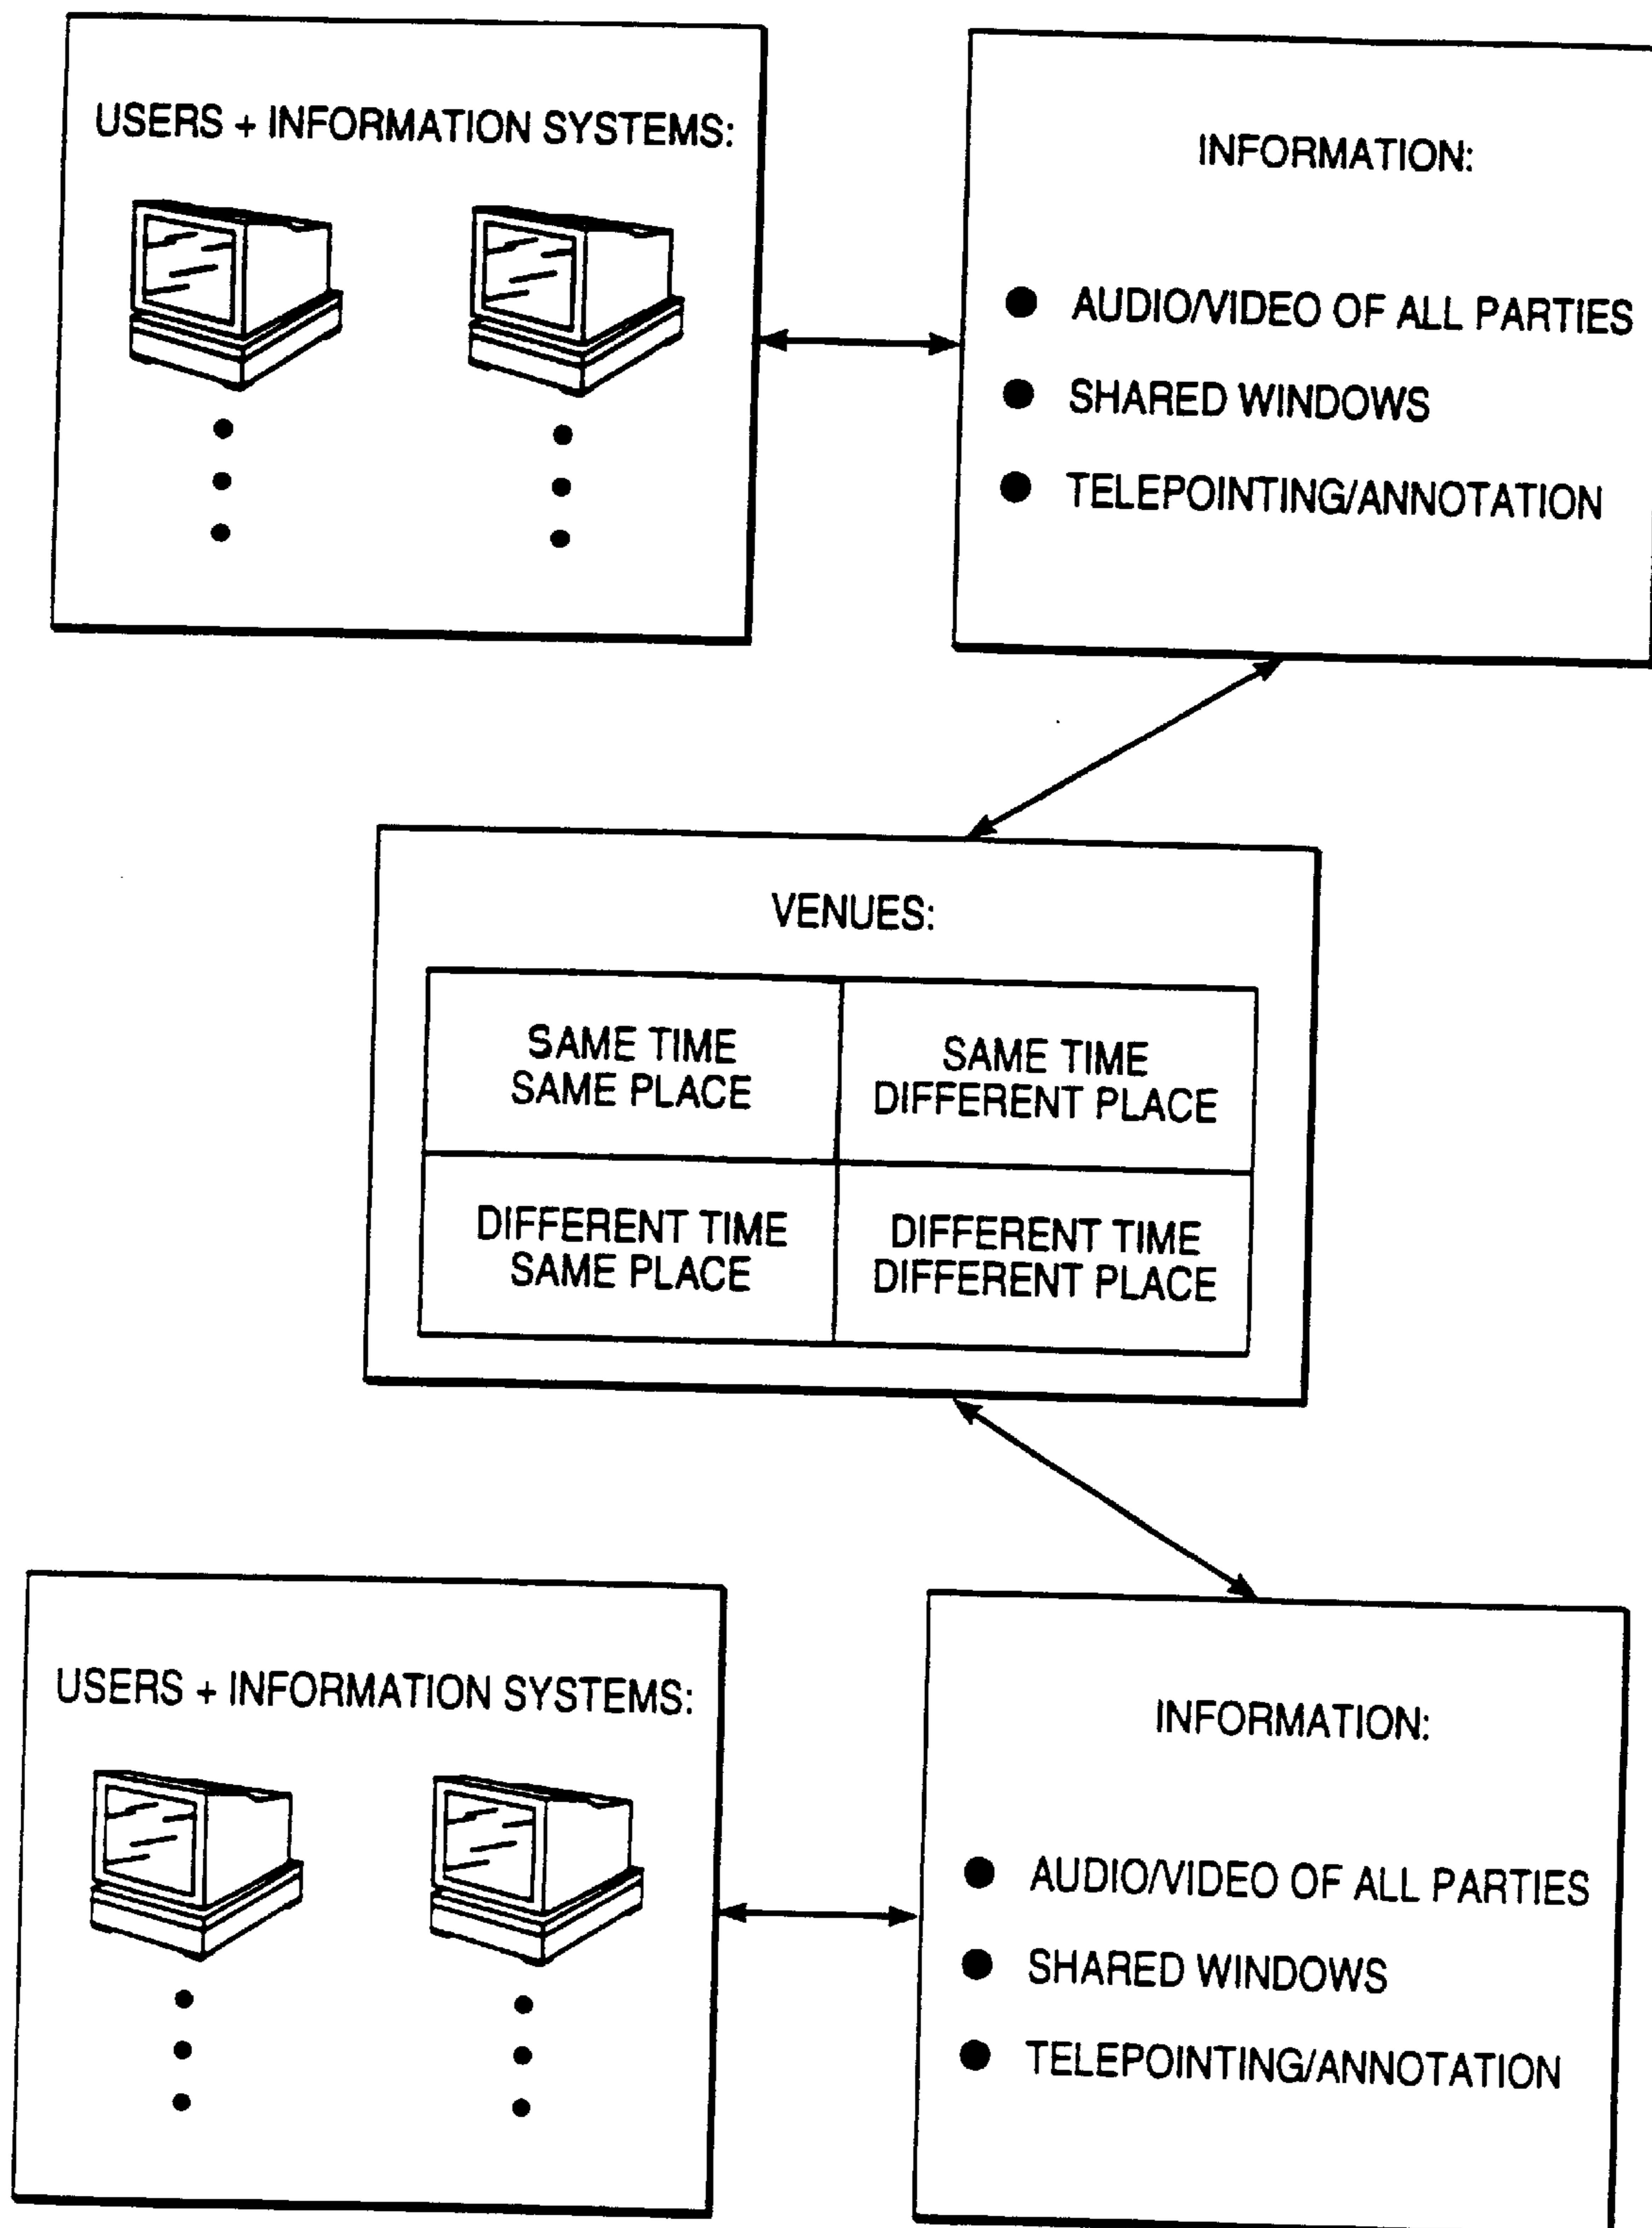 USERS + INFORMATION SYSTEMS:
INFORMATION:
● AUDIO/VIDEO OF ALL PARTIES
● SHARED WINDOWS
● TELEPOINTING/ANNOTATION
VENUES:
SAME TIME
SAME PLACE
SAME TIME
DIFFERENT PLACE
DIFFERENT TIME
SAME PLACE
DIFFERENT TIME
DIFFERENT PLACE
USERS + INFORMATION SYSTEMS:
INFORMATION:
● AUDIO/VIDEO OF ALL PARTIES
● SHARED WINDOWS
● TELEPOINTING/ANNOTATION